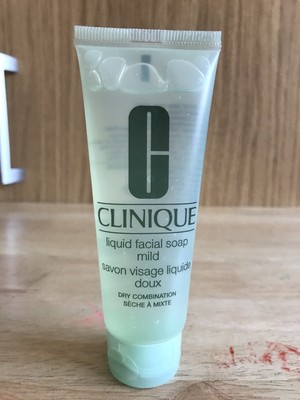 C
CLINIQUE
liquid facial soap
mild
savon visage liquide
doux
DRY COMBINATION
SÈCHE À MIXTE